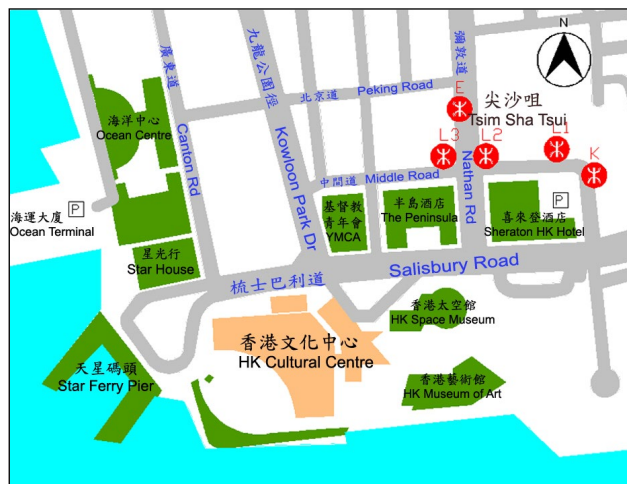 N
彌敦道
九龍公園徑
廣東道
Peking Road
北京道
E
尖沙咀
Tsim Sha Tsui
海洋中心
Ocean Centre
Canton Rd
Kowloon Park Dr
L3
L2
L1
K
中間道 Middle Road
Nathan Rd
海運大廈
P
Ocean Terminal
基督教
青年會
YMCA
半島酒店
The Peninsula
P
喜來登酒店
Sheraton HK Hotel
星光行
Star House
梳士巴利道
Salisbury Road
香港文化中心
HK Cultural Centre
香港太空館
HK Space Museum
天星碼頭
Star Ferry Pier
香港藝術館
HK Museum of Art